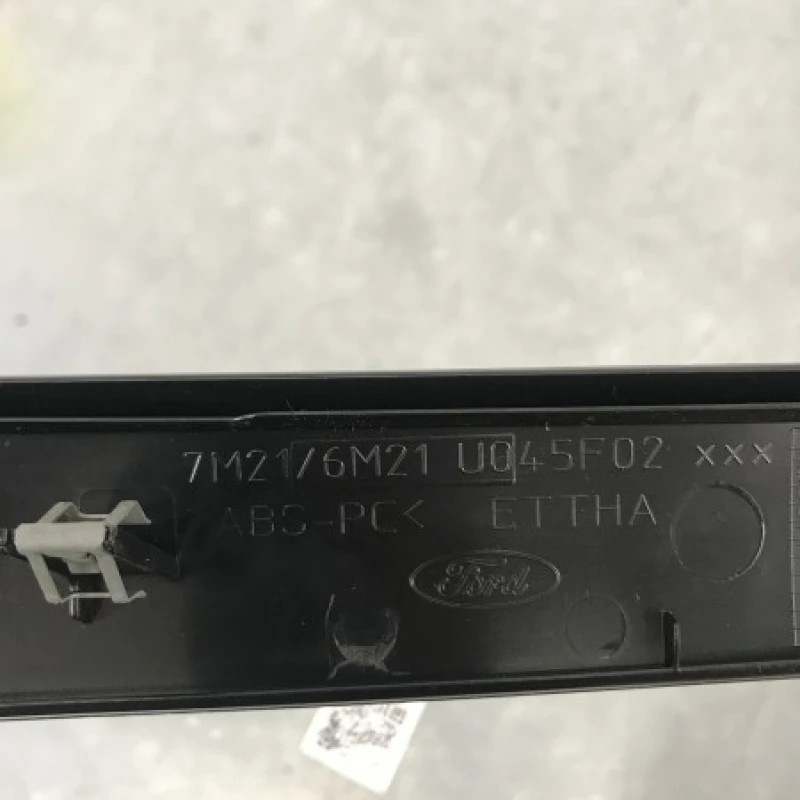 7M21/6M21 U045F02 xxx
>ABS-PC< ETTHA
Ford